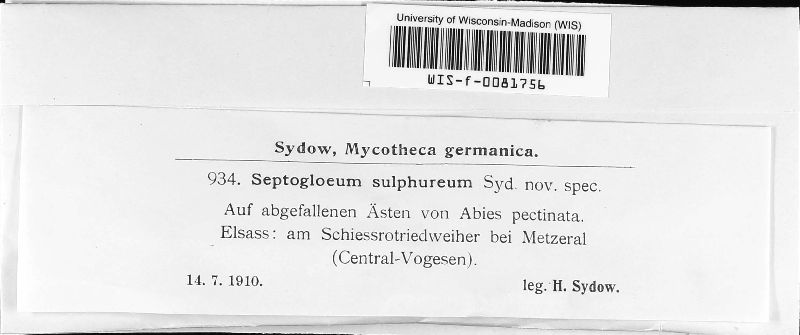 University of Wisconsin-Madison (WIS)
WIS-f-0081756
Sydow, Mycotheca germanica.
934. Septogloeum sulphureum Syd. nov. spec.
Auf abgefallenen Ästen von Abies pectinata.
Elsass: am Schiessrotriedweiher bei Metzeral
(Central-Vogesen).
14. 7. 1910. leg. H. Sydow.